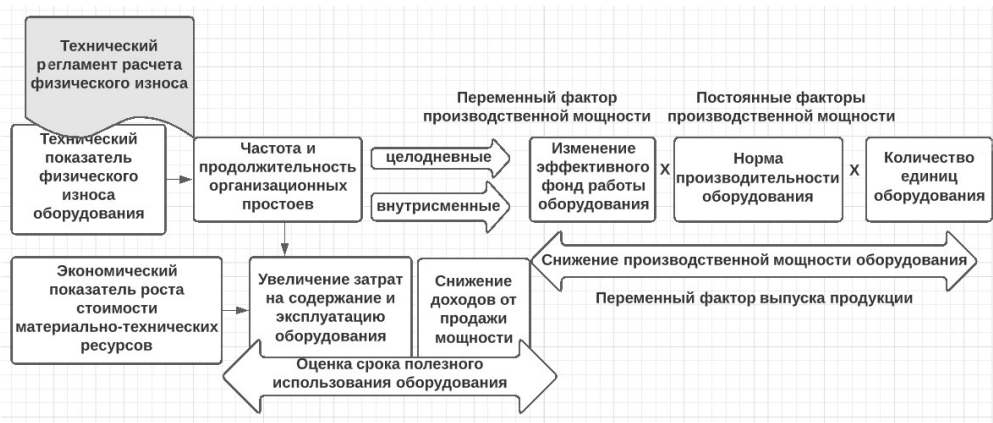 Технический
регламент расчета
физического износа
Технический
показатель
физического
износа
оборудования
Частота и
продолжительность
организационных
простоев
целодневные
внутрисменные
Переменный фактор
производственной мощности
Постоянные факторы
производственной мощности
Изменение
эффективного
фонд работы
оборудования
X
Норма
производительности
оборудования
X
Количество
единиц
оборудования
Снижение производственной мощности оборудования
Переменный фактор выпуска продукции
Экономический
показатель роста
стоимости
материально-технических
ресурсов
Увеличение затрат
на содержание и
эксплуатацию
оборудования
Снижение
доходов от
продажи
мощности
Оценка срока полезного
использования оборудования